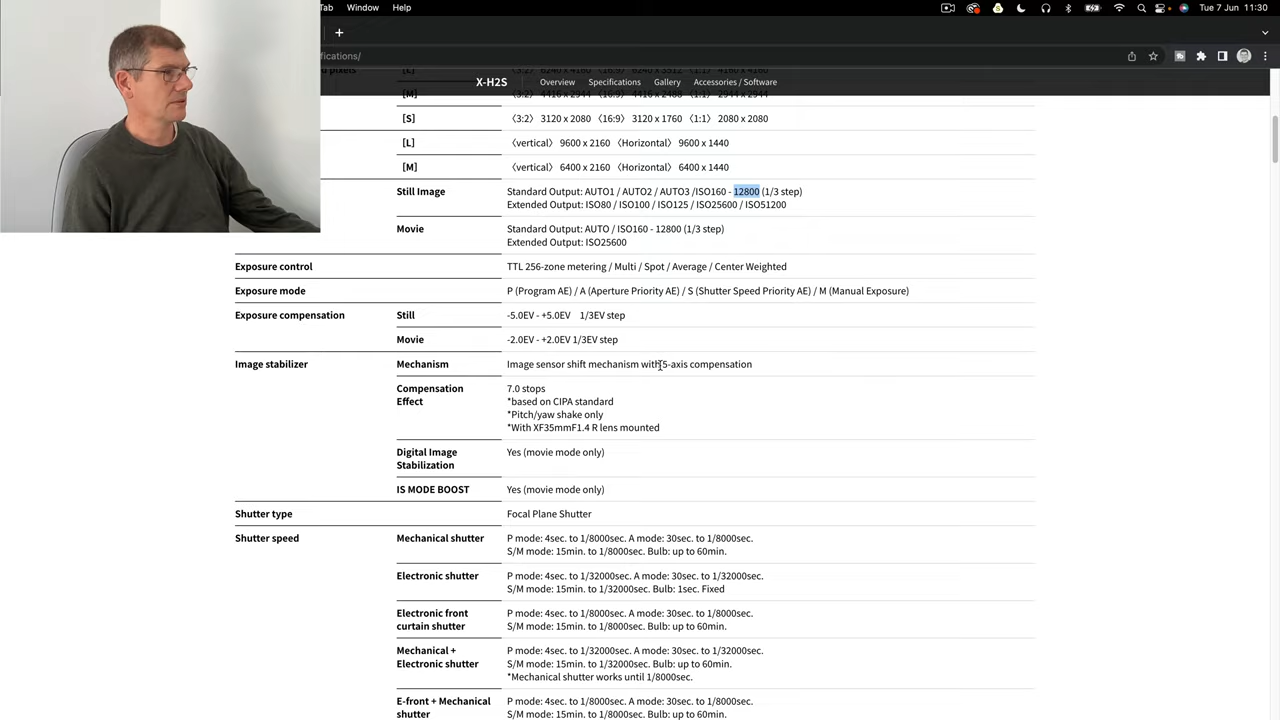 Tab Window Help Tue 7 Jun 11:30
fications/
X-H2S Overview Specifications Gallery Accessories / Software
[M] 〈3:2〉 4416 x 2944 〈16:9〉 4416 x 2488 〈1:1〉 2944 x 2944
[S] 〈3:2〉 3120 x 2080 〈16:9〉 3120 x 1760 〈1:1〉 2080 x 2080
[L] 〈vertical〉 9600 x 2160 〈Horizontal〉 9600 x 1440
[M] 〈vertical〉 6400 x 2160 〈Horizontal〉 6400 x 1440
Still Image Standard Output: AUTO1 / AUTO2 / AUTO3 /ISO160 - 12800 (1/3 step)
Extended Output: ISO80 / ISO100 / ISO125 / ISO25600 / ISO51200
Movie Standard Output: AUTO / ISO160 - 12800 (1/3 step)
Extended Output: ISO25600
Exposure control TTL 256-zone metering / Multi / Spot / Average / Center Weighted
Exposure mode P (Program AE) / A (Aperture Priority AE) / S (Shutter Speed Priority AE) / M (Manual Exposure)
Exposure compensation Still -5.0EV - +5.0EV 1/3EV step
Movie -2.0EV - +2.0EV 1/3EV step
Image stabilizer Mechanism Image sensor shift mechanism with 5-axis compensation
Compensation 7.0 stops
Effect *based on CIPA standard
*Pitch/yaw shake only
*With XF35mmF1.4 R lens mounted
Digital Image Yes (movie mode only)
Stabilization
IS MODE BOOST Yes (movie mode only)
Shutter type Focal Plane Shutter
Shutter speed Mechanical shutter P mode: 4sec. to 1/8000sec. A mode: 30sec. to 1/8000sec.
S/M mode: 15min. to 1/8000sec. Bulb: up to 60min.
Electronic shutter P mode: 4sec. to 1/32000sec. A mode: 30sec. to 1/32000sec.
S/M mode: 15min. to 1/32000sec. Bulb: 1sec. Fixed
Electronic front P mode: 4sec. to 1/8000sec. A mode: 30sec. to 1/8000sec.
curtain shutter S/M mode: 15min. to 1/8000sec. Bulb: up to 60min.
Mechanical + P mode: 4sec. to 1/32000sec. A mode: 30sec. to 1/32000sec.
Electronic shutter S/M mode: 15min. to 1/32000sec. Bulb: up to 60min.
*Mechanical shutter works until 1/8000sec.
E-front + Mechanical P mode: 4sec. to 1/8000sec. A mode: 30sec. to 1/8000sec.
shutter S/M mode: 15min. to 1/8000sec. Bulb: up to 60min.